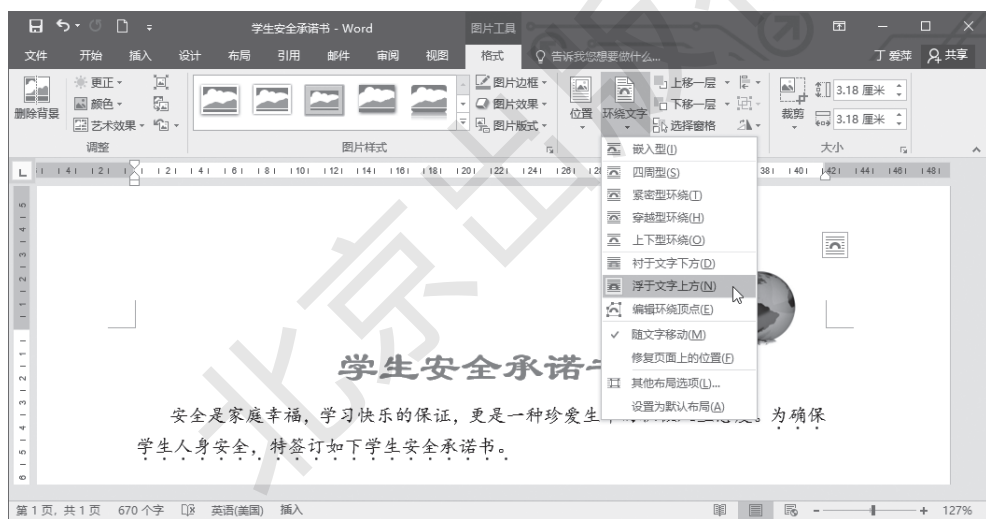 学生安全承诺书 - Word
图片工具
文件 开始 插入 设计 布局 引用 邮件 审阅 视图 格式 告诉我您想要做什么... 丁爱萍 共享
删除背景
更正
颜色
艺术效果
调整
图片样式
图片边框
图片效果
图片版式
位置
环绕文字
上移一层
下移一层
选择窗格
裁剪
3.18 厘米
3.18 厘米
大小
嵌入型(I)
四周型(S)
紧密型环绕(T)
穿越型环绕(H)
上下型环绕(O)
衬于文字下方(D)
浮于文字上方(N)
编辑环绕顶点(E)
随文字移动(M)
修复页面上的位置(F)
其他布局选项(L)...
设置为默认布局(A)
学生安全承诺
安全是家庭幸福，学习快乐的保证，更是一种珍爱生 为确保
学生人身安全，特签订如下学生安全承诺书。
第 1 页，共 1 页 670 个字 英语(美国) 插入 127%
北京出版